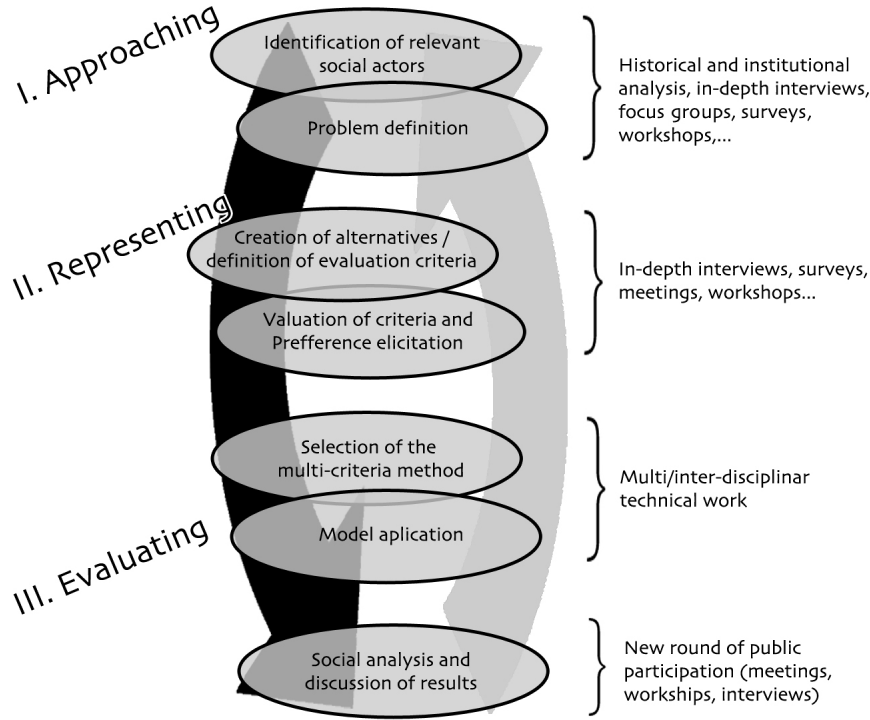 I. Approaching
Identification of relevant
social actors
Problem definition
Historical and institutional
analysis, in-depth interviews,
focus groups, surveys,
workshops,...
II. Representing
Creation of alternatives /
definition of evaluation criteria
Valuation of criteria and
Prefference elicitation
In-depth interviews, surveys,
meetings, workshops...
III. Evaluating
Selection of the
multi-criteria method
Model aplication
Multi/inter-disciplinar
technical work
Social analysis and
discussion of results
New round of public
participation (meetings,
workships, interviews)